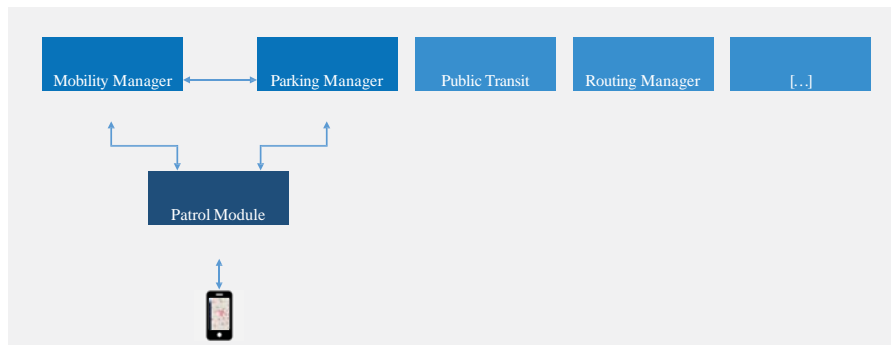 Mobility Manager
Parking Manager
Public Transit
Routing Manager
[…]
Patrol Module